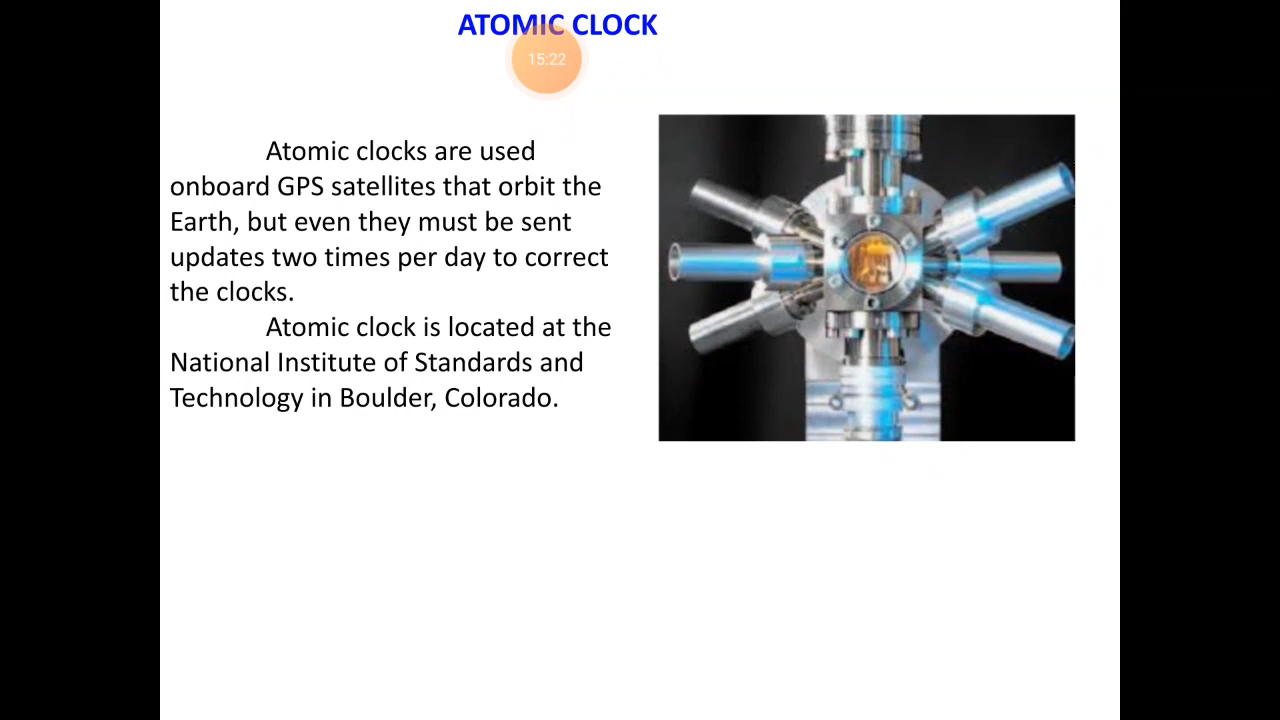 ATOMIC CLOCK
15:22
Atomic clocks are used
onboard GPS satellites that orbit the
Earth, but even they must be sent
updates two times per day to correct
the clocks.
Atomic clock is located at the
National Institute of Standards and
Technology in Boulder, Colorado.